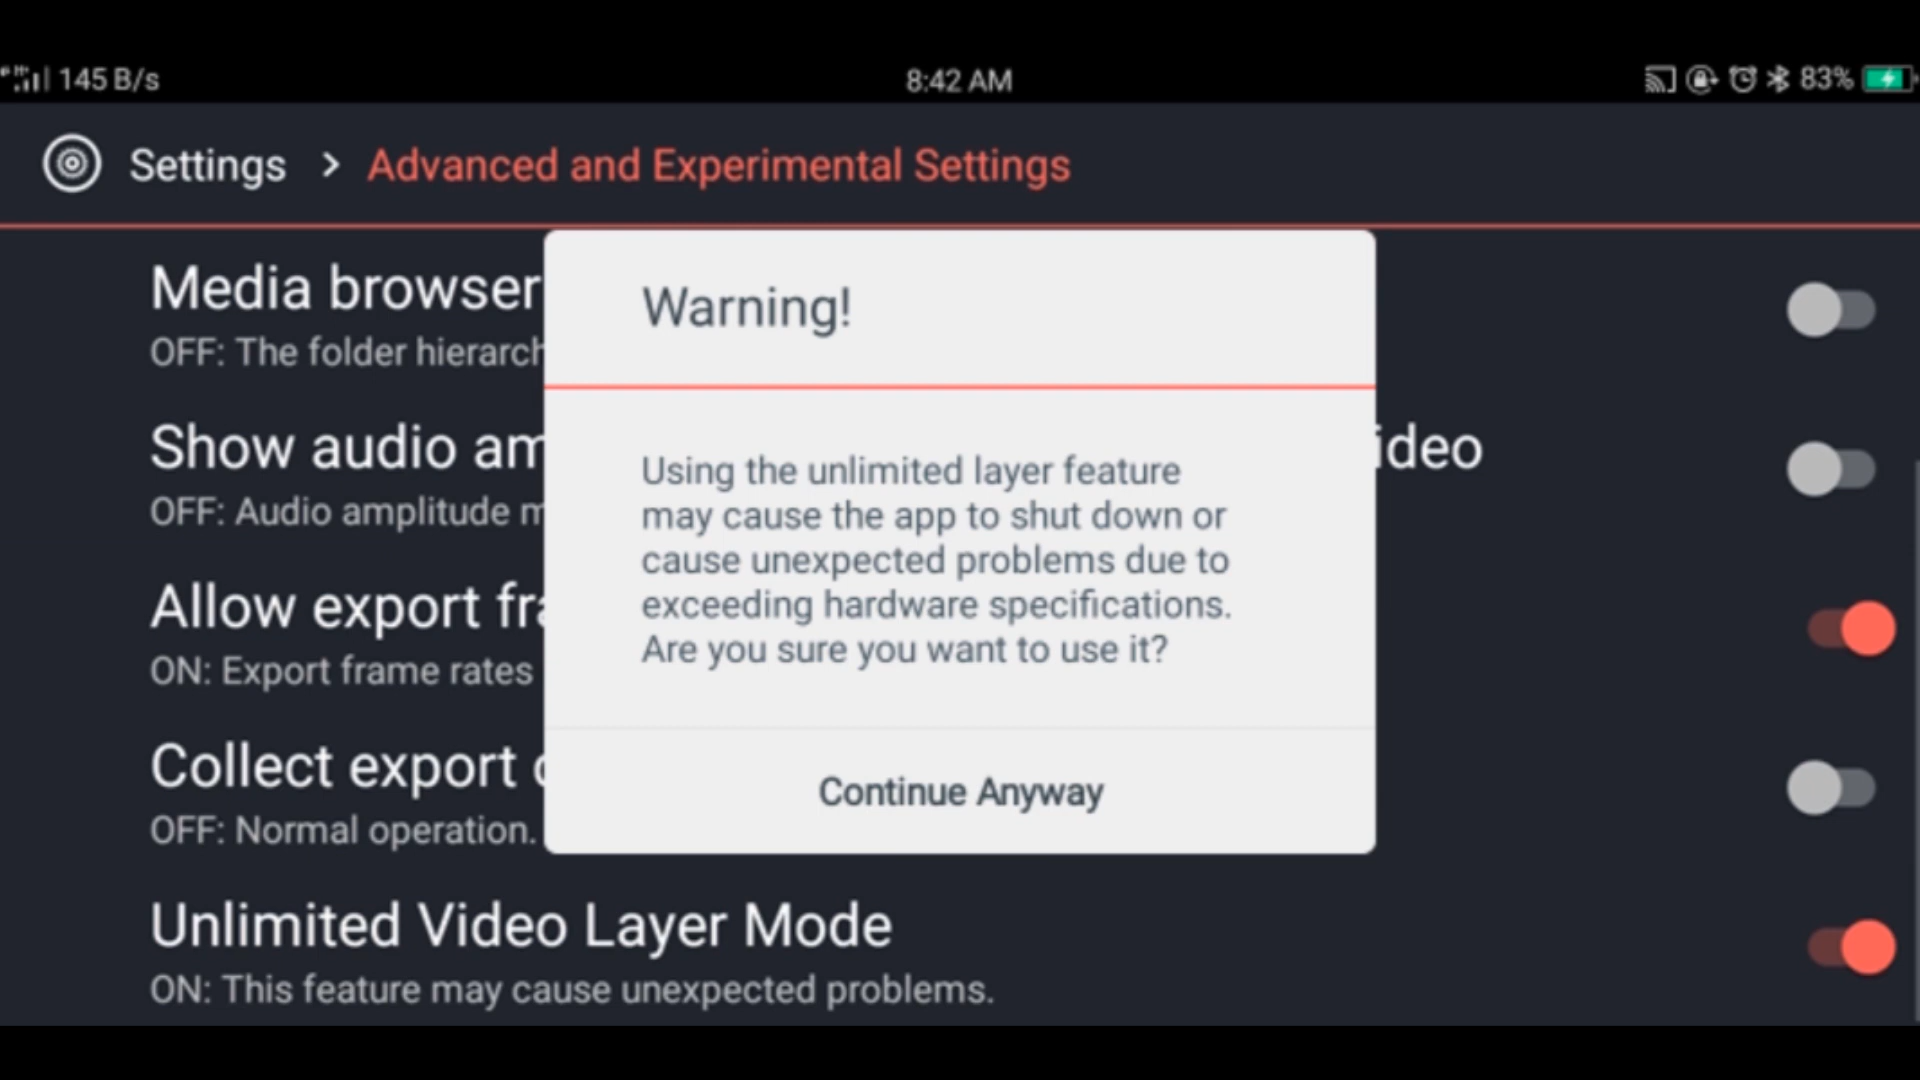 145 B/s 8:42 AM 83%
Settings > Advanced and Experimental Settings
Media browser
OFF: The folder hierarch
Show audio am ideo
OFF: Audio amplitude m
Allow export fra
ON: Export frame rates
Collect export
OFF: Normal operation.
Unlimited Video Layer Mode
ON: This feature may cause unexpected problems.
Warning!
Using the unlimited layer feature
may cause the app to shut down or
cause unexpected problems due to
exceeding hardware specifications.
Are you sure you want to use it?
Continue Anyway